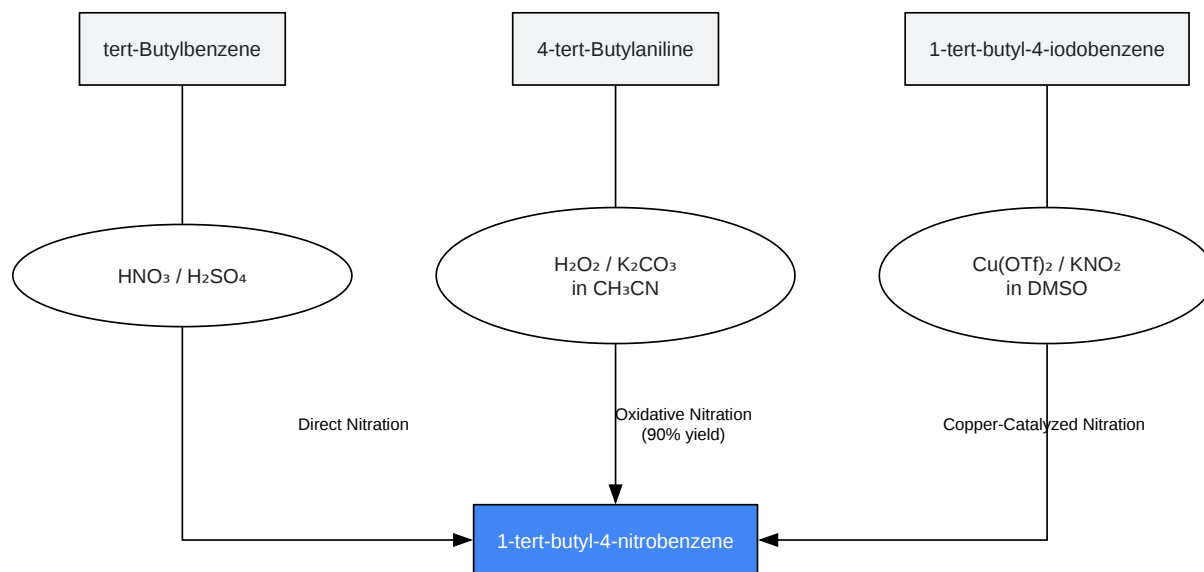 tert-Butylbenzene
4-tert-Butylaniline
1-tert-butyl-4-iodobenzene
HNO₃ / H₂SO₄
H₂O₂ / K₂CO₃
in CH₃CN
Cu(OTf)₂ / KNO₂
in DMSO
Direct Nitration
Oxidative Nitration
(90% yield)
Copper-Catalyzed Nitration
1-tert-butyl-4-nitrobenzene